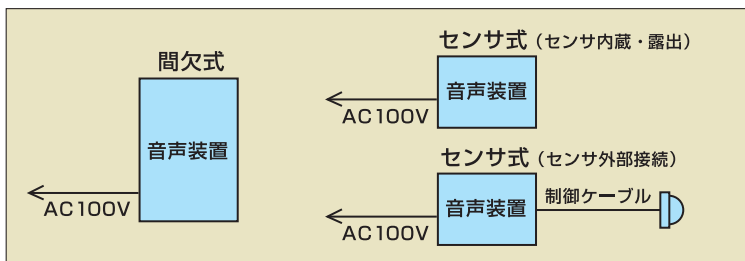 間欠式
音声装置
AC100V
センサ式（センサ内蔵・露出）
音声装置
AC100V
センサ式（センサ外部接続）
音声装置
制御ケーブル
AC100V